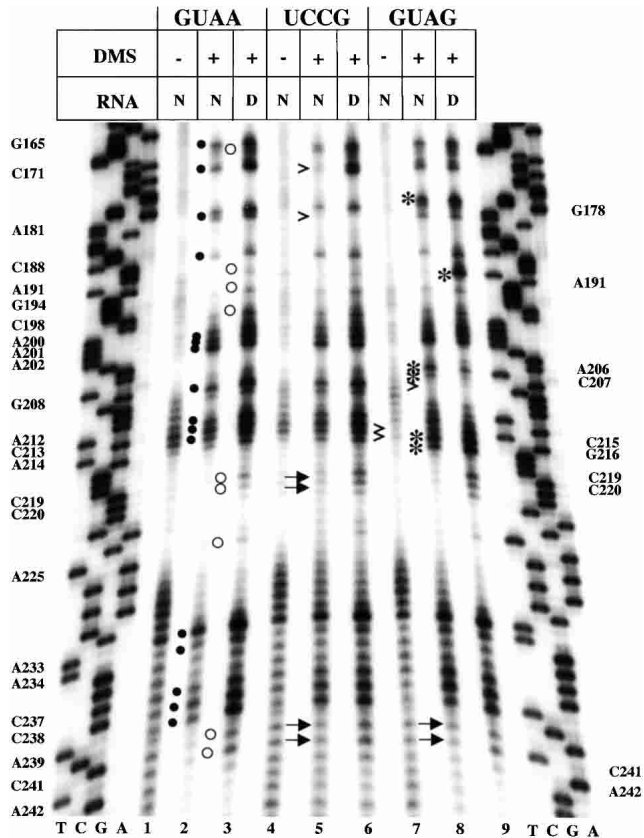 GUAA UCCG GUAG
DMS - + + - + + - + +
RNA N N D N N D N N D
G165
C171
G178
A181
C188
A191
A191
G194
C198
A200
A201
A202
A206
C207
G208
A212
C213
C215
A214
G216
C219
C219
C220
C220
A225
A233
A234
C237
C238
A239
C241
C241
A242
A242
T C G A 1 2 3 4 5 6 7 8 9 T C G A